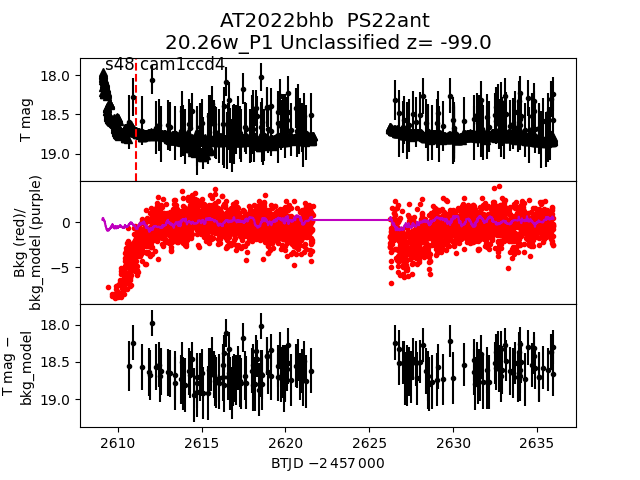 AT2022bhb  PS22ant
20.26w_P1 Unclassified z= -99.0
s48 cam1ccd4
18.0
18.5
19.0
T mag
0
−5
Bkg (red)/
bkg_model (purple)
18.0
18.5
19.0
T mag −
bkg_model
2610
2615
2620
2625
2630
2635
BTJD −2 457 000